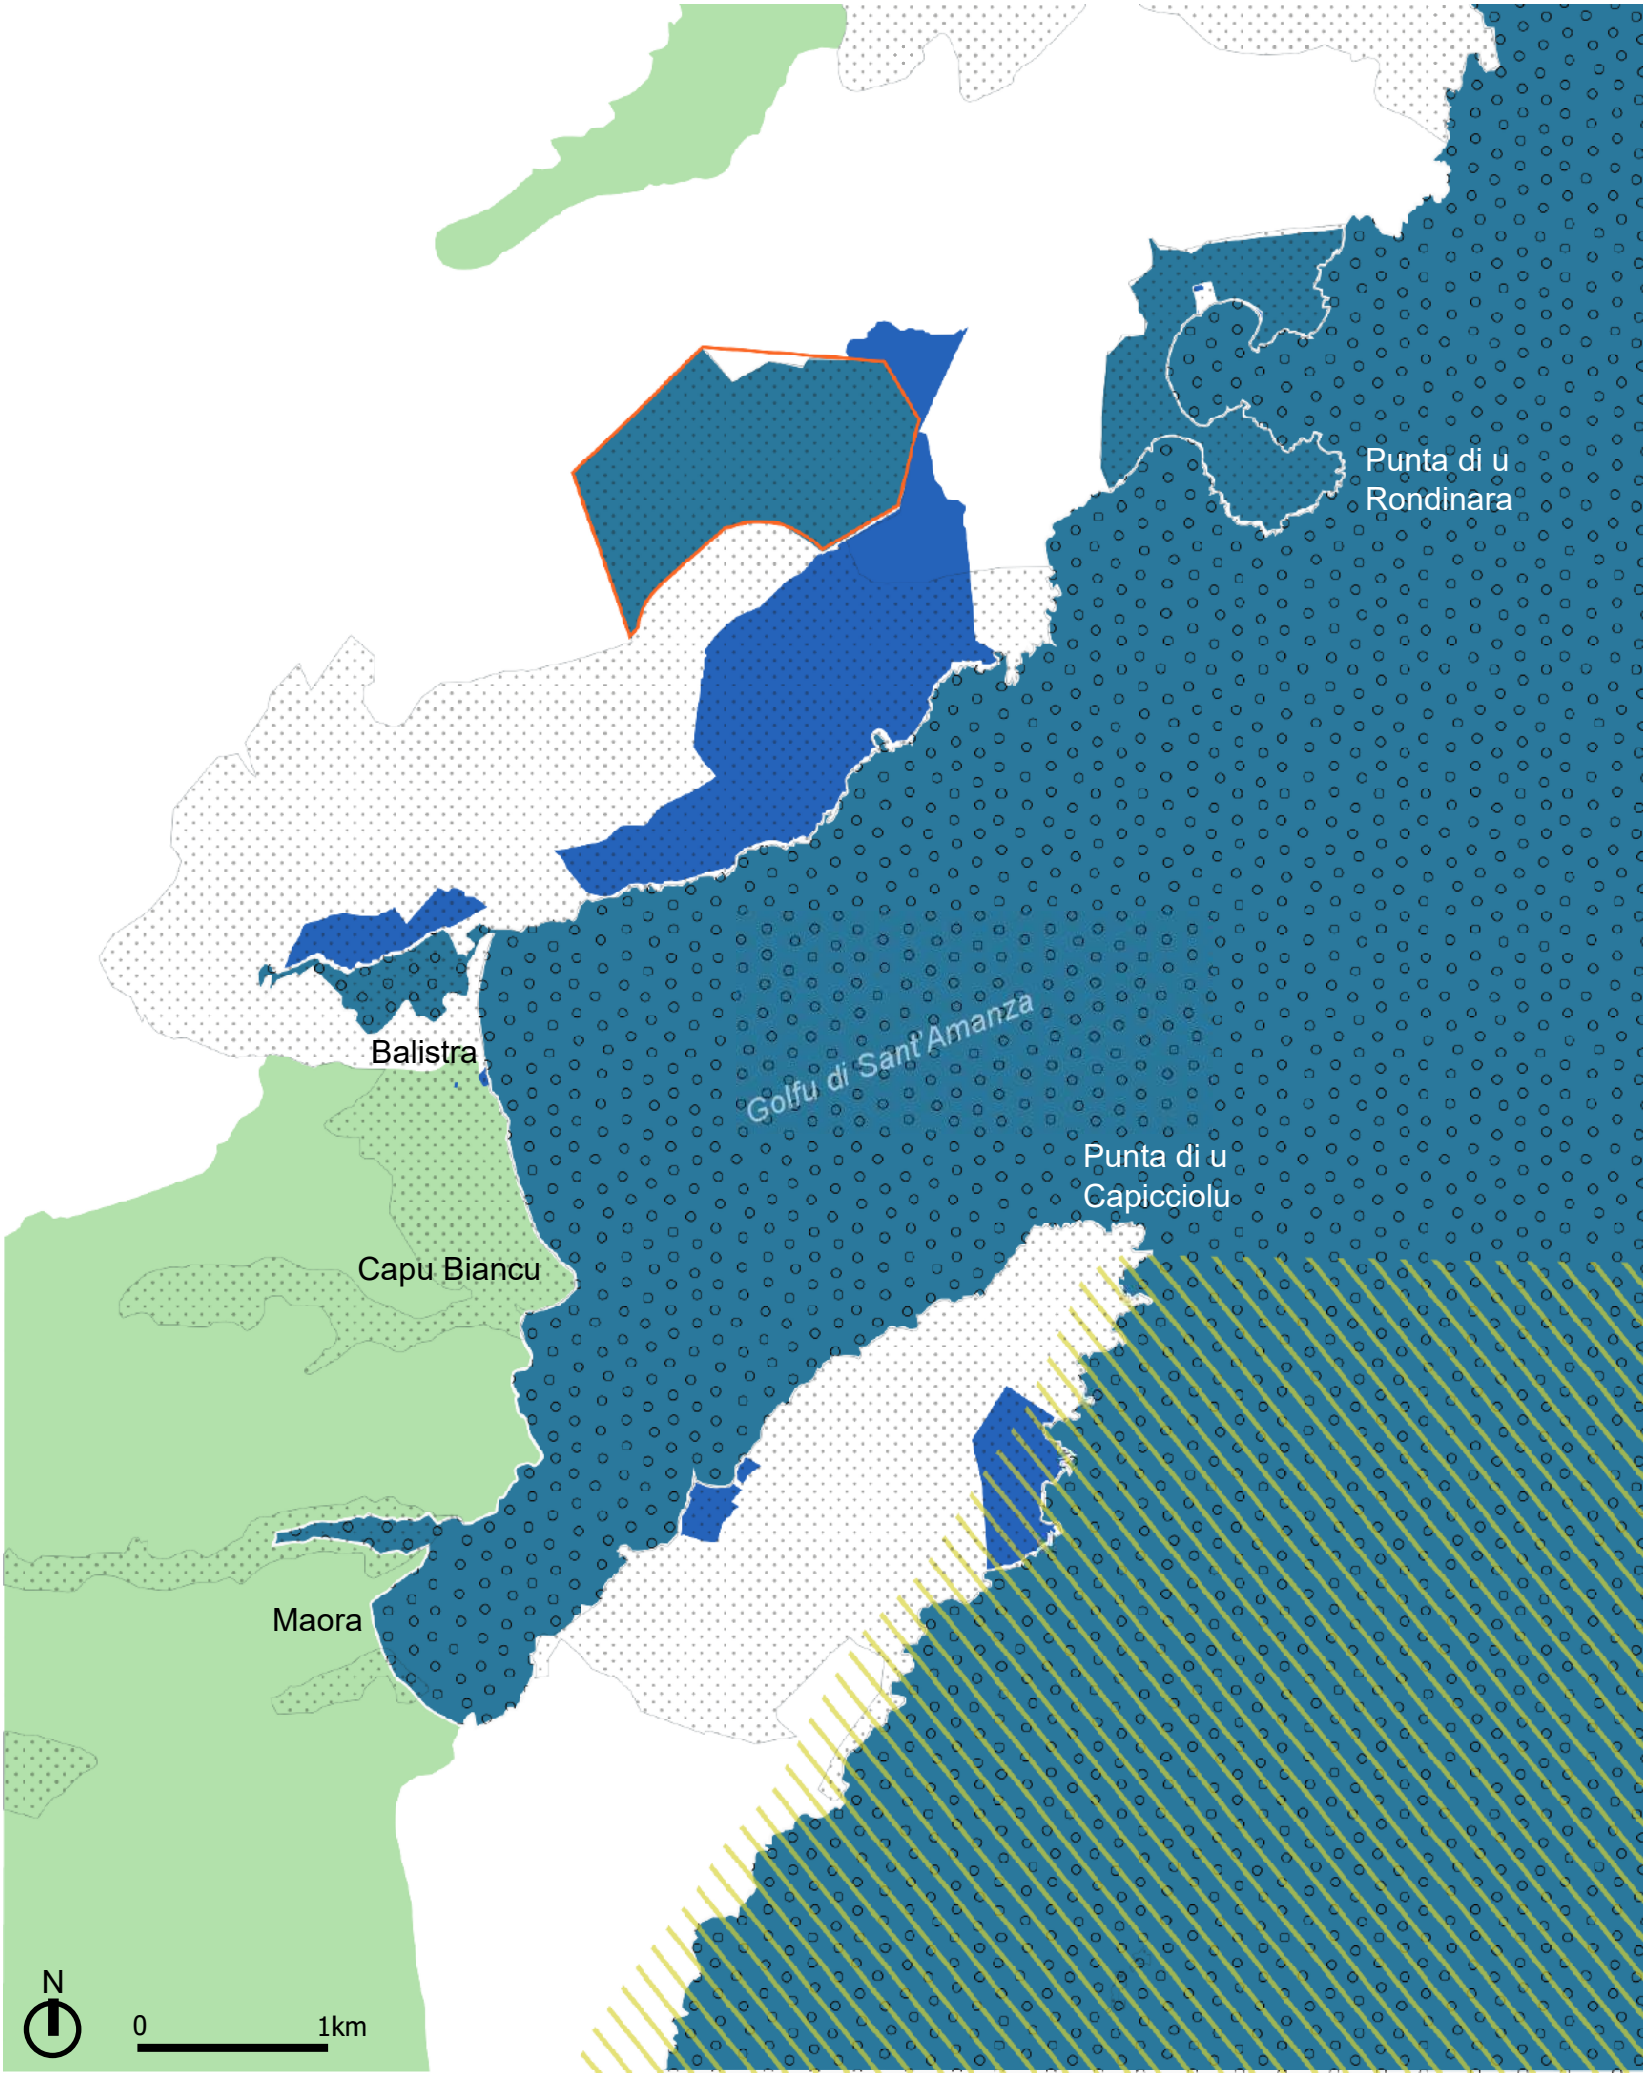 Punta di u
Rondinara
Golfu di Sant'Amanza
Balistra
Punta di u
Capicciolu
Capu Biancu
Maora
N
0 1km